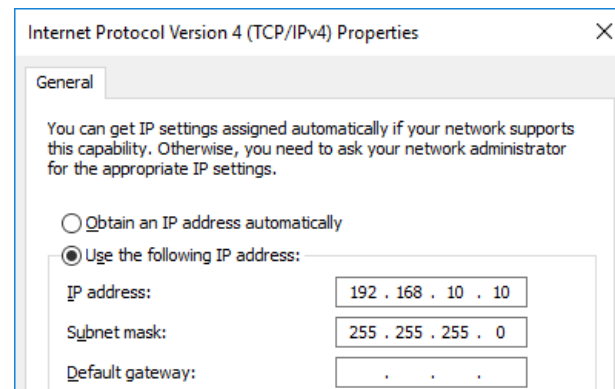 Internet Protocol Version 4 (TCP/IPv4) Properties
General
You can get IP settings assigned automatically if your network supports
this capability. Otherwise, you need to ask your network administrator
for the appropriate IP settings.
Obtain an IP address automatically
Use the following IP address:
IP address: 192 . 168 . 10 . 10
Subnet mask: 255 . 255 . 255 . 0
Default gateway: . . .